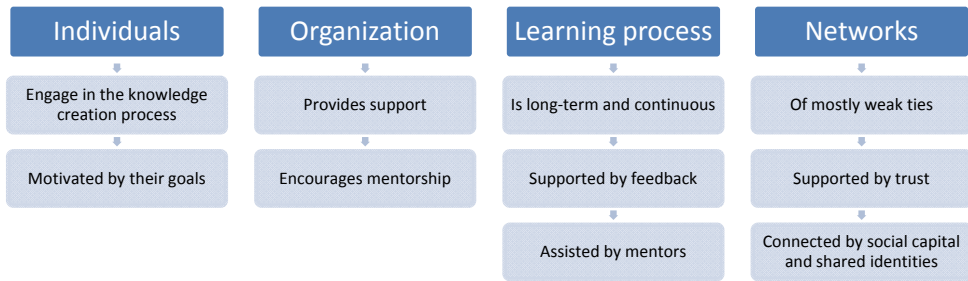 Individuals
Engage in the knowledge
creation process
Motivated by their goals
Organization
Provides support
Encourages mentorship
Learning process
Is long-term and continuous
Supported by feedback
Assisted by mentors
Networks
Of mostly weak ties
Supported by trust
Connected by social capital
and shared identities